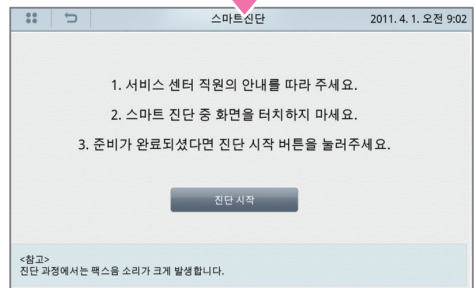 스마트진단
2011. 4. 1. 오전 9:02
1. 서비스 센터 직원의 안내를 따라 주세요.
2. 스마트 진단 중 화면을 터치하지 마세요.
3. 준비가 완료되셨다면 진단 시작 버튼을 눌러주세요.
진단 시작
<참고>
진단 과정에서는 팩스음 소리가 크게 발생합니다.